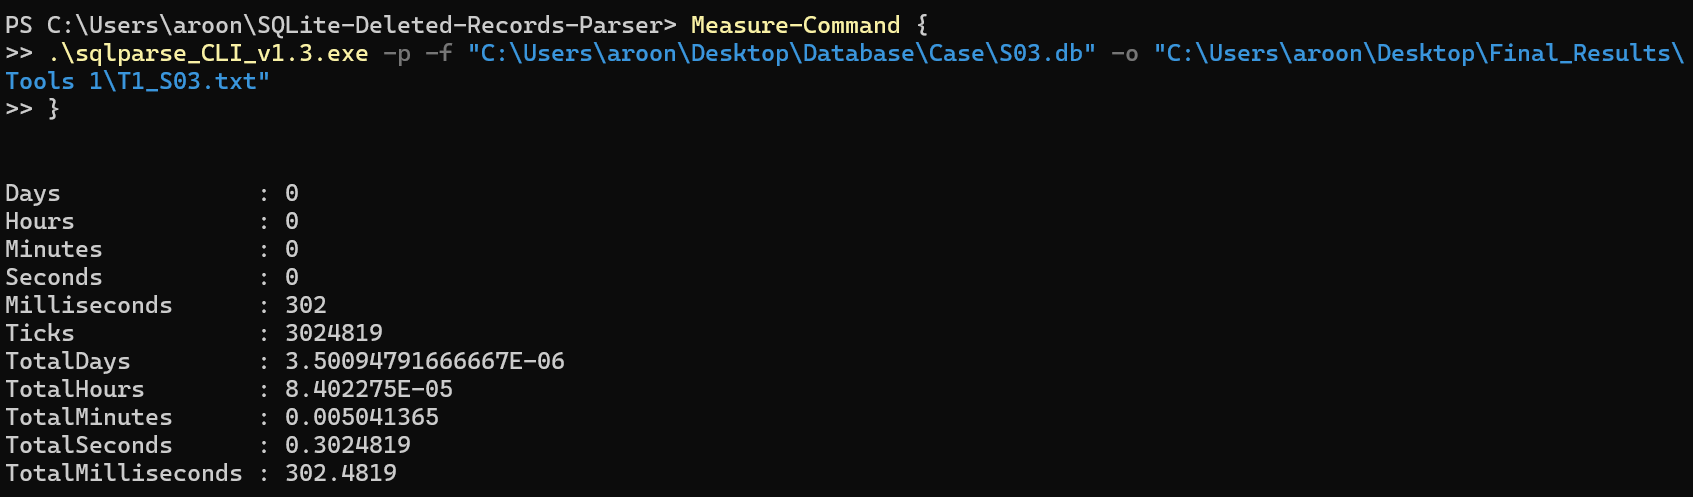 PS C:\Users\aroon\SQLite-Deleted-Records-Parser> Measure-Command {
>> .\sqlparse_CLI_v1.3.exe -p -f "C:\Users\aroon\Desktop\Database\Case\S03.db" -o "C:\Users\aroon\Desktop\Final_Results\
Tools 1\T1_S03.txt"
>> }
Days              : 0
Hours             : 0
Minutes           : 0
Seconds           : 0
Milliseconds      : 302
Ticks             : 3024819
TotalDays         : 3.50094791666667E-06
TotalHours        : 8.402275E-05
TotalMinutes      : 0.005041365
TotalSeconds      : 0.3024819
TotalMilliseconds : 302.4819